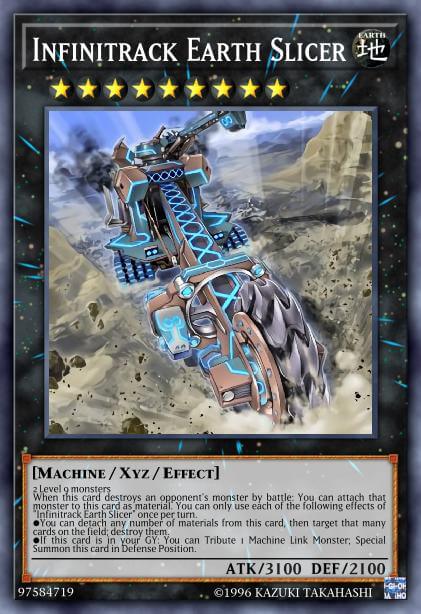 INFINITRACK EARTH SLICER
EARTH
地
[MACHINE / XYZ / EFFECT]
2 Level 9 monsters
When this card destroys an opponent's monster by battle: You can attach that
monster to this card as material. You can only use each of the following effects of
"Infinitrack Earth Slicer" once per turn.
●You can detach any number of materials from this card, then target that many
cards on the field; destroy them.
●If this card is in your GY: You can Tribute 1 Machine Link Monster; Special
Summon this card in Defense Position.
ATK/3100 DEF/2100
97584719
©1996 KAZUKI TAKAHASHI